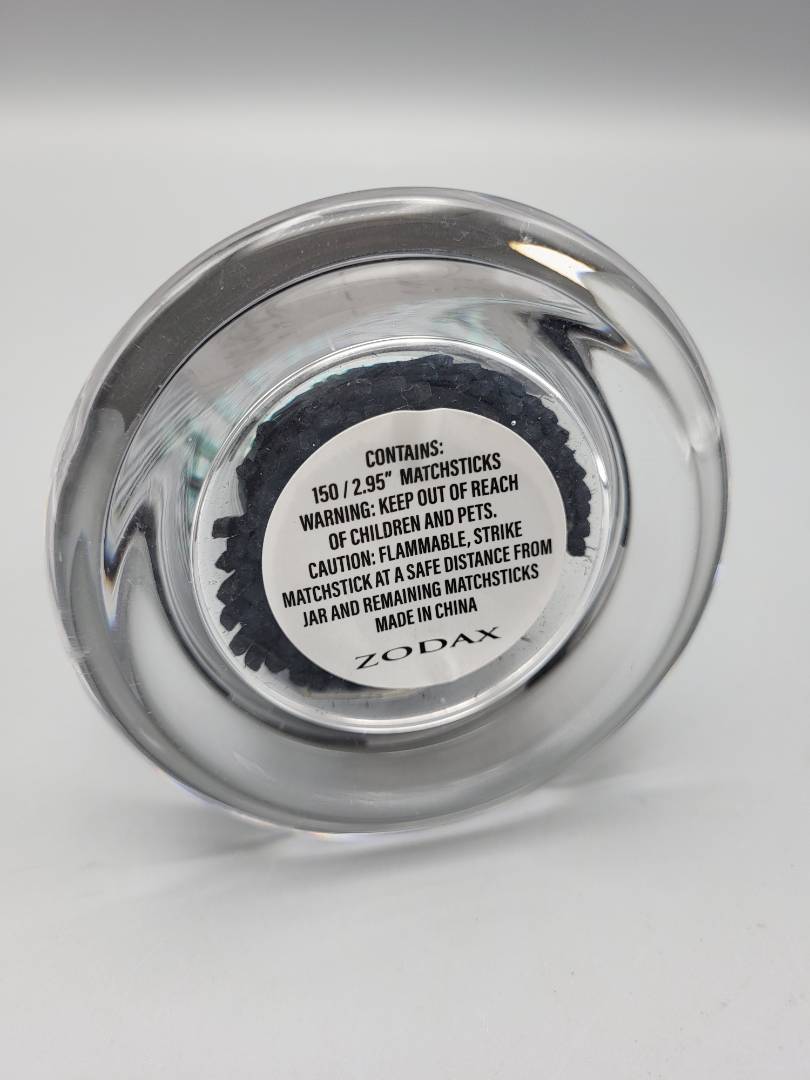 CONTAINS:
150 / 2.95" MATCHSTICKS
WARNING: KEEP OUT OF REACH
OF CHILDREN AND PETS.
CAUTION: FLAMMABLE, STRIKE
MATCHSTICK AT A SAFE DISTANCE FROM
JAR AND REMAINING MATCHSTICKS
MADE IN CHINA
ZODAX